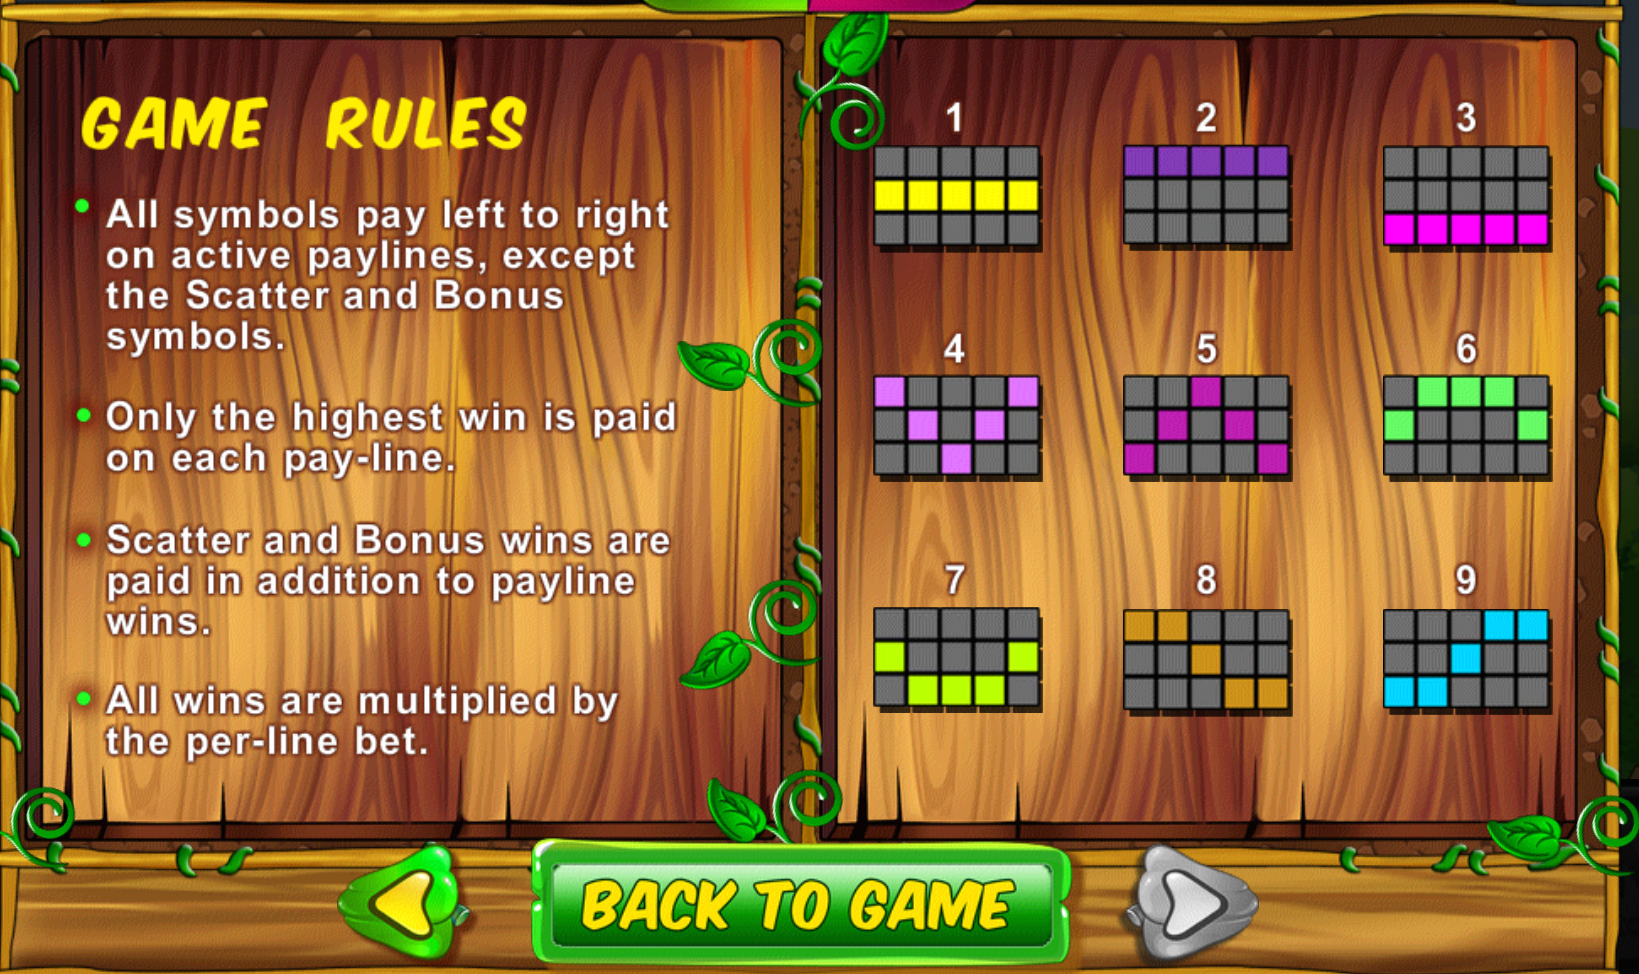 GAME RULES
All symbols pay left to right
on active paylines, except
the Scatter and Bonus
symbols.
Only the highest win is paid
on each pay-line.
Scatter and Bonus wins are
paid in addition to payline
wins.
All wins are multiplied by
the per-line bet.
1 2 3
4 5 6
7 8 9
BACK TO GAME